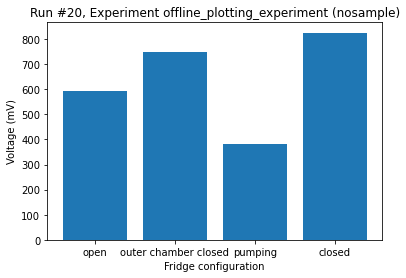 Run #20, Experiment offline_plotting_experiment (nosample)
800
700
600
500
400
300
200
100
0
Voltage (mV)
open outer chamber closed pumping closed
Fridge configuration